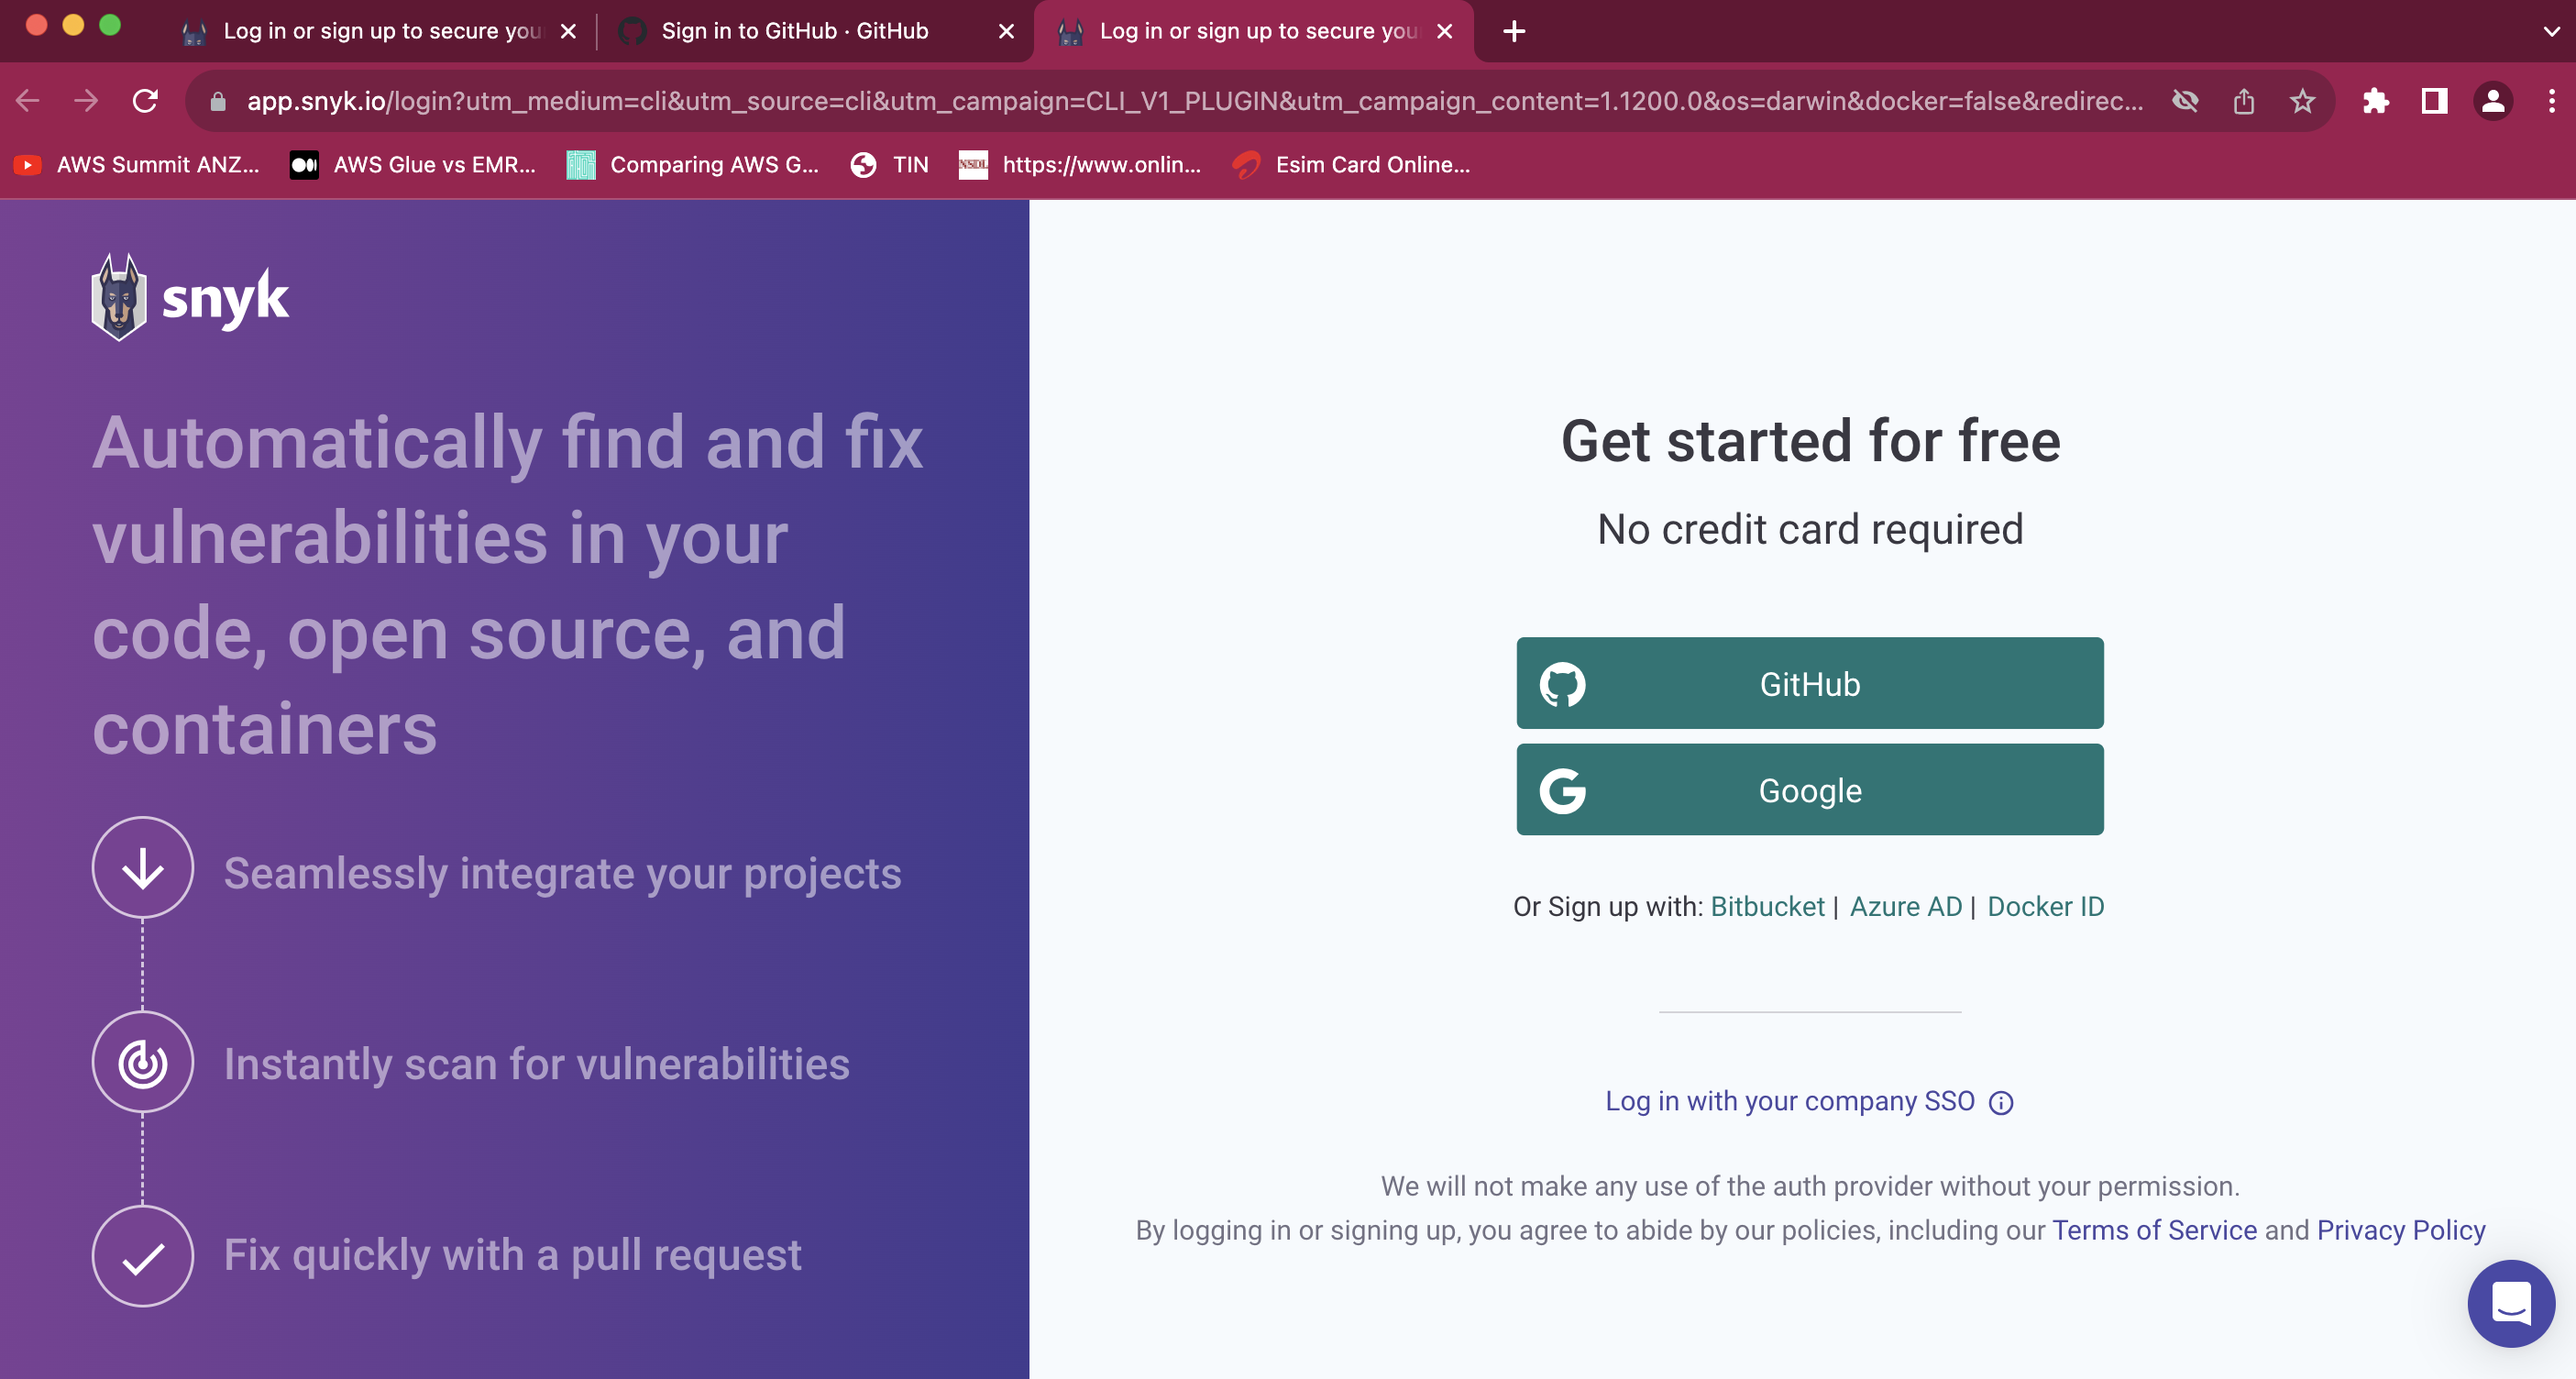 Log in or sign up to secure you
Sign in to GitHub · GitHub
Log in or sign up to secure you
app.snyk.io/login?utm_medium=cli&utm_source=cli&utm_campaign=CLI_V1_PLUGIN&utm_campaign_content=1.1200.0&os=darwin&docker=false&redirec...
AWS Summit ANZ...
AWS Glue vs EMR...
Comparing AWS G...
TIN
NSDL
https://www.onlin...
Esim Card Online...
snyk
Automatically find and fix
vulnerabilities in your
code, open source, and
containers
Seamlessly integrate your projects
Instantly scan for vulnerabilities
Fix quickly with a pull request
Get started for free
No credit card required
GitHub
Google
Or Sign up with: Bitbucket | Azure AD | Docker ID
Log in with your company SSO
We will not make any use of the auth provider without your permission.
By logging in or signing up, you agree to abide by our policies, including our Terms of Service and Privacy Policy